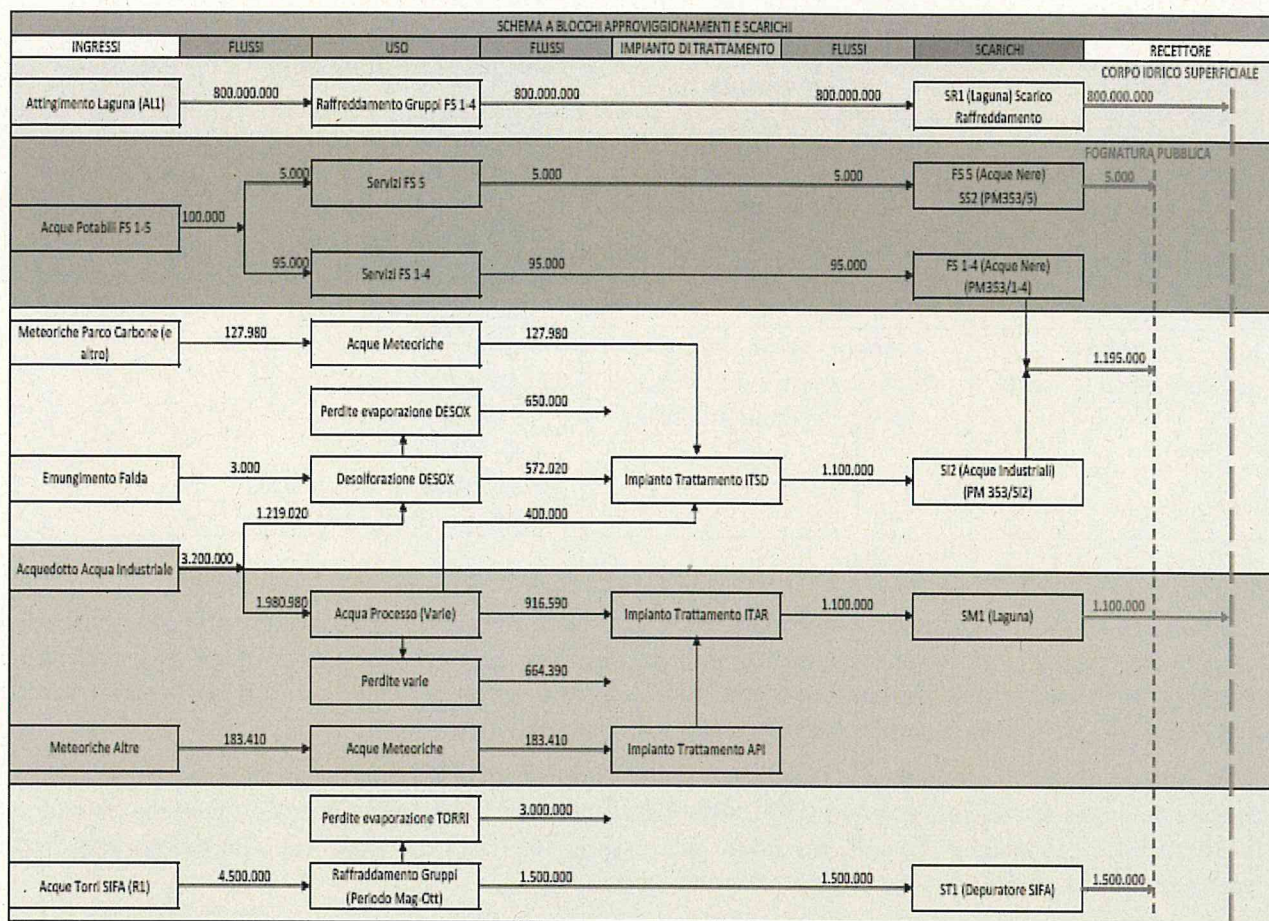 SCHEMA A BLOCCHI APPROVIGGIONAMENTI E SCARICHI
INGRESSI FLUSSI USO FLUSSI IMPIANTO DI TRATTAMENTO FLUSSI SCARICHI RECETTORE
CORPO IDRICO SUPERFICIALE
Attingimento Laguna (AL1) 800.000.000 Raffreddamento Gruppi FS 1-4 800.000.000 800.000.000 SR1 (Laguna) Scarico
Raffreddamento 800.000.000
FOGNATURA PUBBLICA
5.000 Servizi FS 5 5.000 5.000 FS 5 (Acque Nere)
SS2 (PM353/5) 5.000
Acque Potabili FS 1-5 100.000
95.000 Servizi FS 1-4 95.000 95.000 FS 1-4 (Acque Nere)
(PM353/1-4)
Meteoriche Parco Carbone (e
altro) 127.980 Acque Meteoriche 127.980
1.195.000
Perdite evaporazione DESOX 650.000
Emungimento Falda 3.000 Desolforazione DESOX 572.020 Impianto Trattamento ITSD 1.100.000 SI2 (Acque Industriali)
(PM 353/SI2)
1.219.020 400.000
Acquedotto Acqua Industriale 3.200.000
1.980.980 Acqua Processo (Varie) 916.590 Impianto Trattamento ITAR 1.100.000 SM1 (Laguna) 1.100.000
Perdite varie 664.390
Meteoriche Altre 183.410 Acque Meteoriche 183.410 Impianto Trattamento API
Perdite evaporazione TORRI 3.000.000
Acque Torri SIFA (R1) 4.500.000 Raffraddamento Gruppi
(Periodo Mag-Ott) 1.500.000 1.500.000 ST1 (Depuratore SIFA) 1.500.000